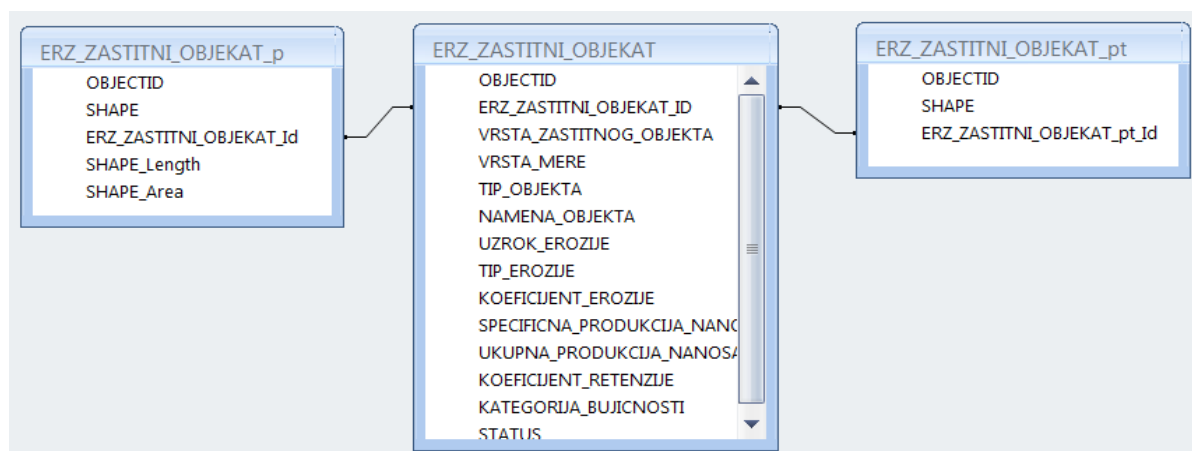 ERZ_ZASTITNI_OBJEKAT_p
OBJECTID
SHAPE
ERZ_ZASTITNI_OBJEKAT_Id
SHAPE_Length
SHAPE_Area
ERZ_ZASTITNI_OBJEKAT
OBJECTID
ERZ_ZASTITNI_OBJEKAT_ID
VRSTA_ZASTITNOG_OBJEKTA
VRSTA_MERE
TIP_OBJEKTA
NAMENA_OBJEKTA
UZROK_EROZIJE
TIP_EROZIJE
KOEFICIJENT_EROZIJE
SPECIFICNA_PRODUKCIJA_NANO
UKUPNA_PRODUKCIJA_NANOSA
KOEFICIJENT_RETENZIJE
KATEGORIJA_BUJICNOSTI
STATUS
ERZ_ZASTITNI_OBJEKAT_pt
OBJECTID
SHAPE
ERZ_ZASTITNI_OBJEKAT_pt_Id